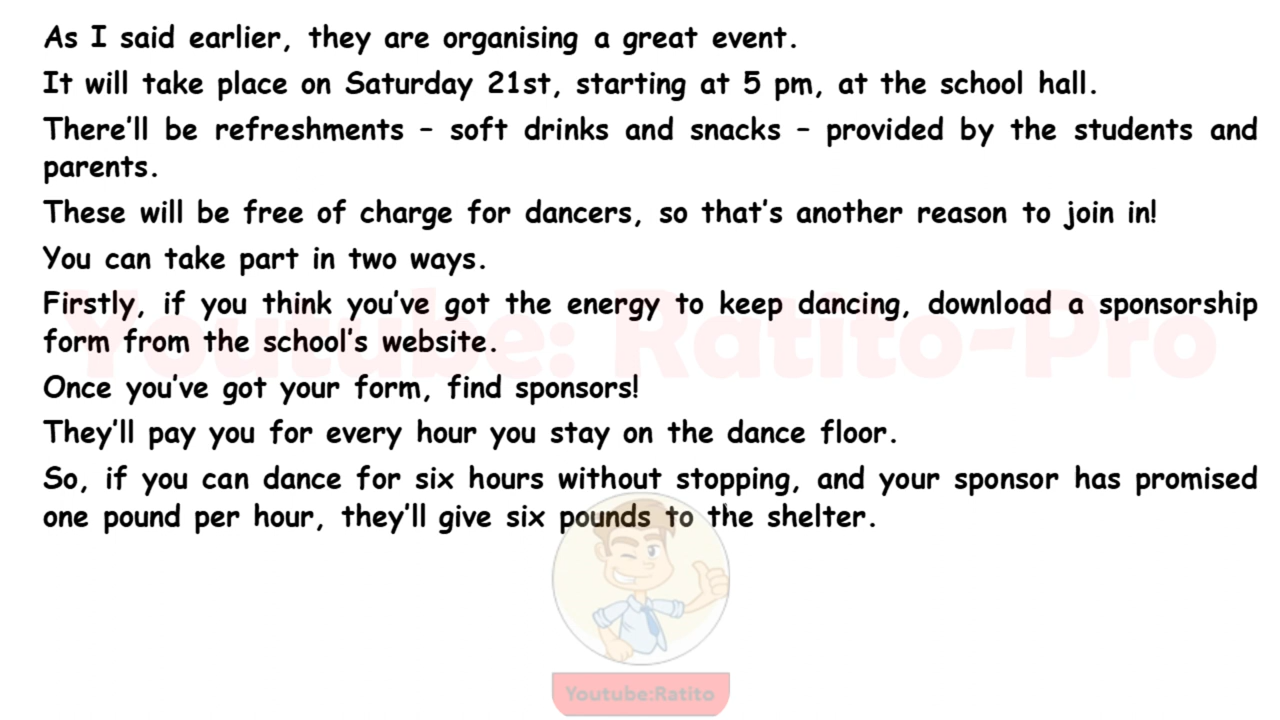 As I said earlier, they are organising a great event.
It will take place on Saturday 21st, starting at 5 pm, at the school hall.
There'll be refreshments – soft drinks and snacks – provided by the students and
parents.
These will be free of charge for dancers, so that's another reason to join in!
You can take part in two ways.
Firstly, if you think you've got the energy to keep dancing, download a sponsorship
form from the school's website.
Youtube: Ratito-Pro
Once you've got your form, find sponsors!
They'll pay you for every hour you stay on the dance floor.
So, if you can dance for six hours without stopping, and your sponsor has promised
one pound per hour, they'll give six pounds to the shelter.
Youtube:Ratito